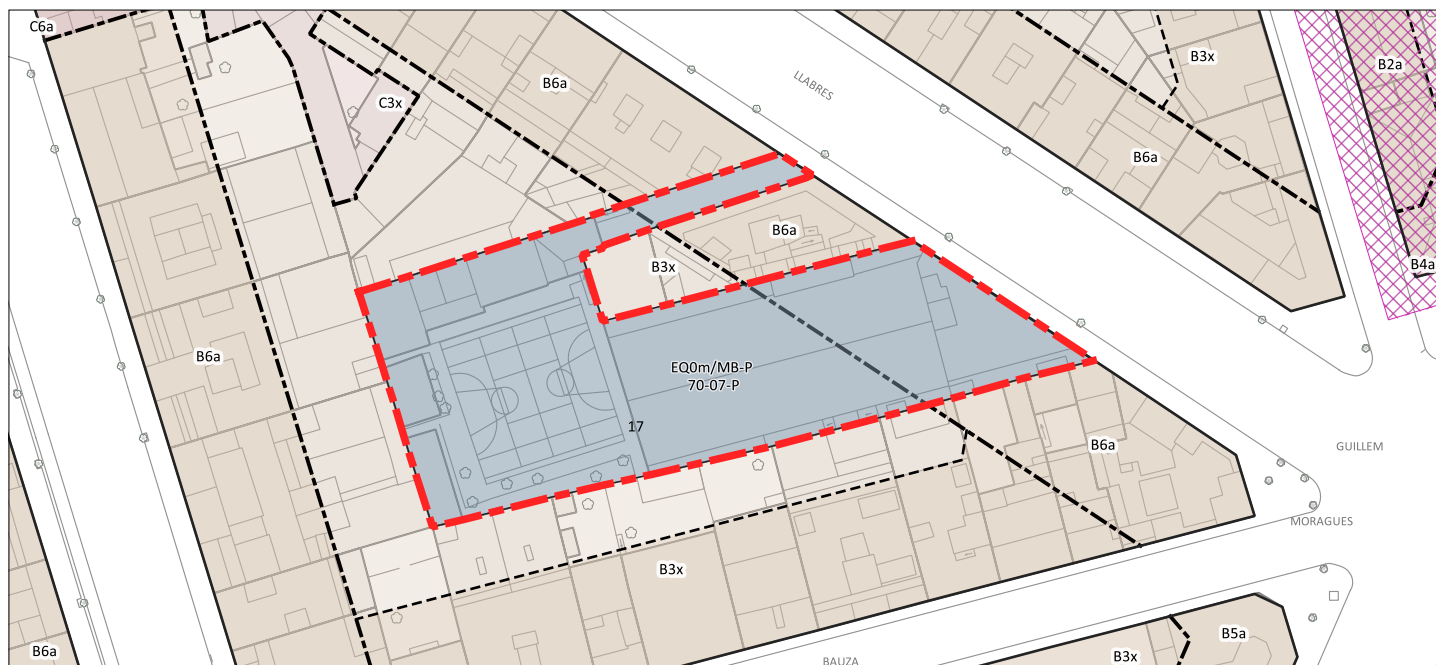 C6a
B3x
B2a
B6a
LLABRES
C3x
B6a
B6a
B3x
B4a
B6a
EQ0m/MB-P
70-07-P
17
B6a
GUILLEM
MORAGUES
B3x
B5a
B6a
B3x
BAUZA